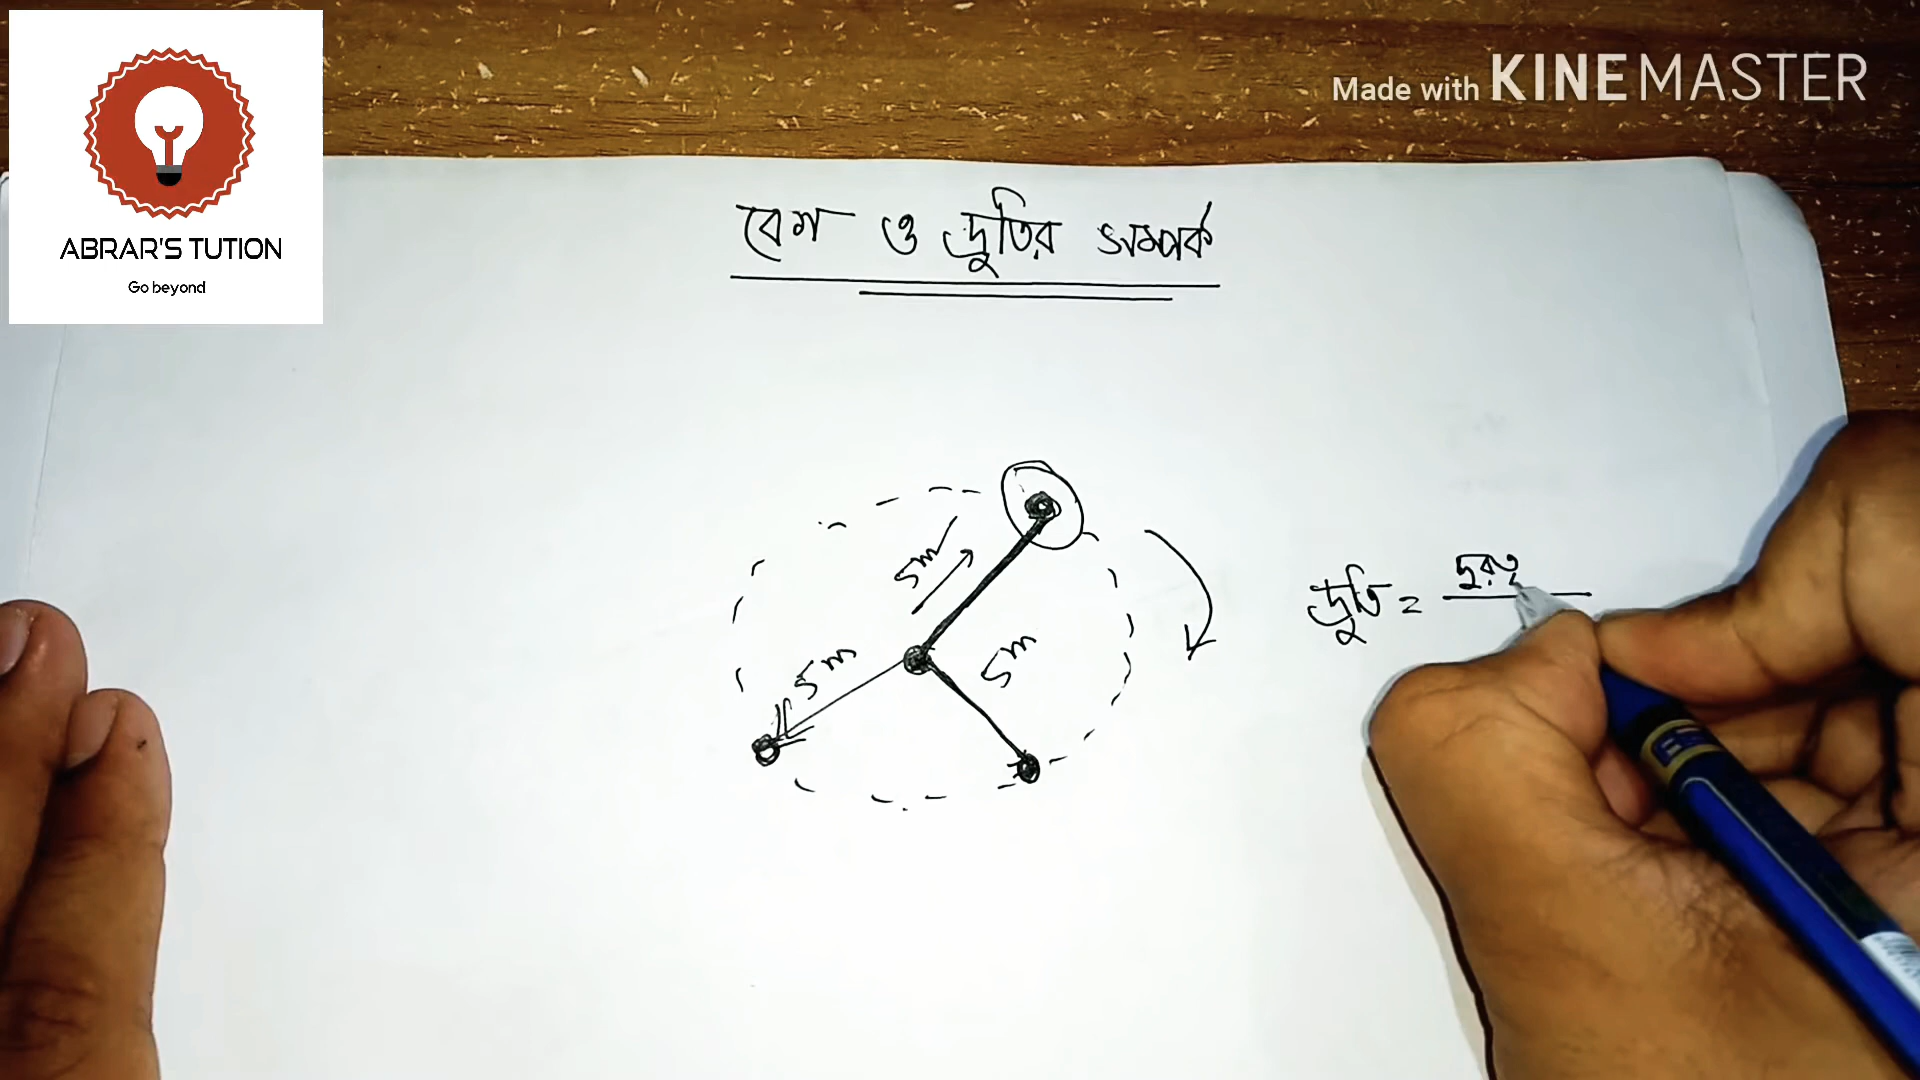 ABRAR'S TUTION
Go beyond
Made with KINEMASTER
বেগ ও দ্রুতির সম্পর্ক
5m
5m
5m
দ্রুতি = দূরত্ব